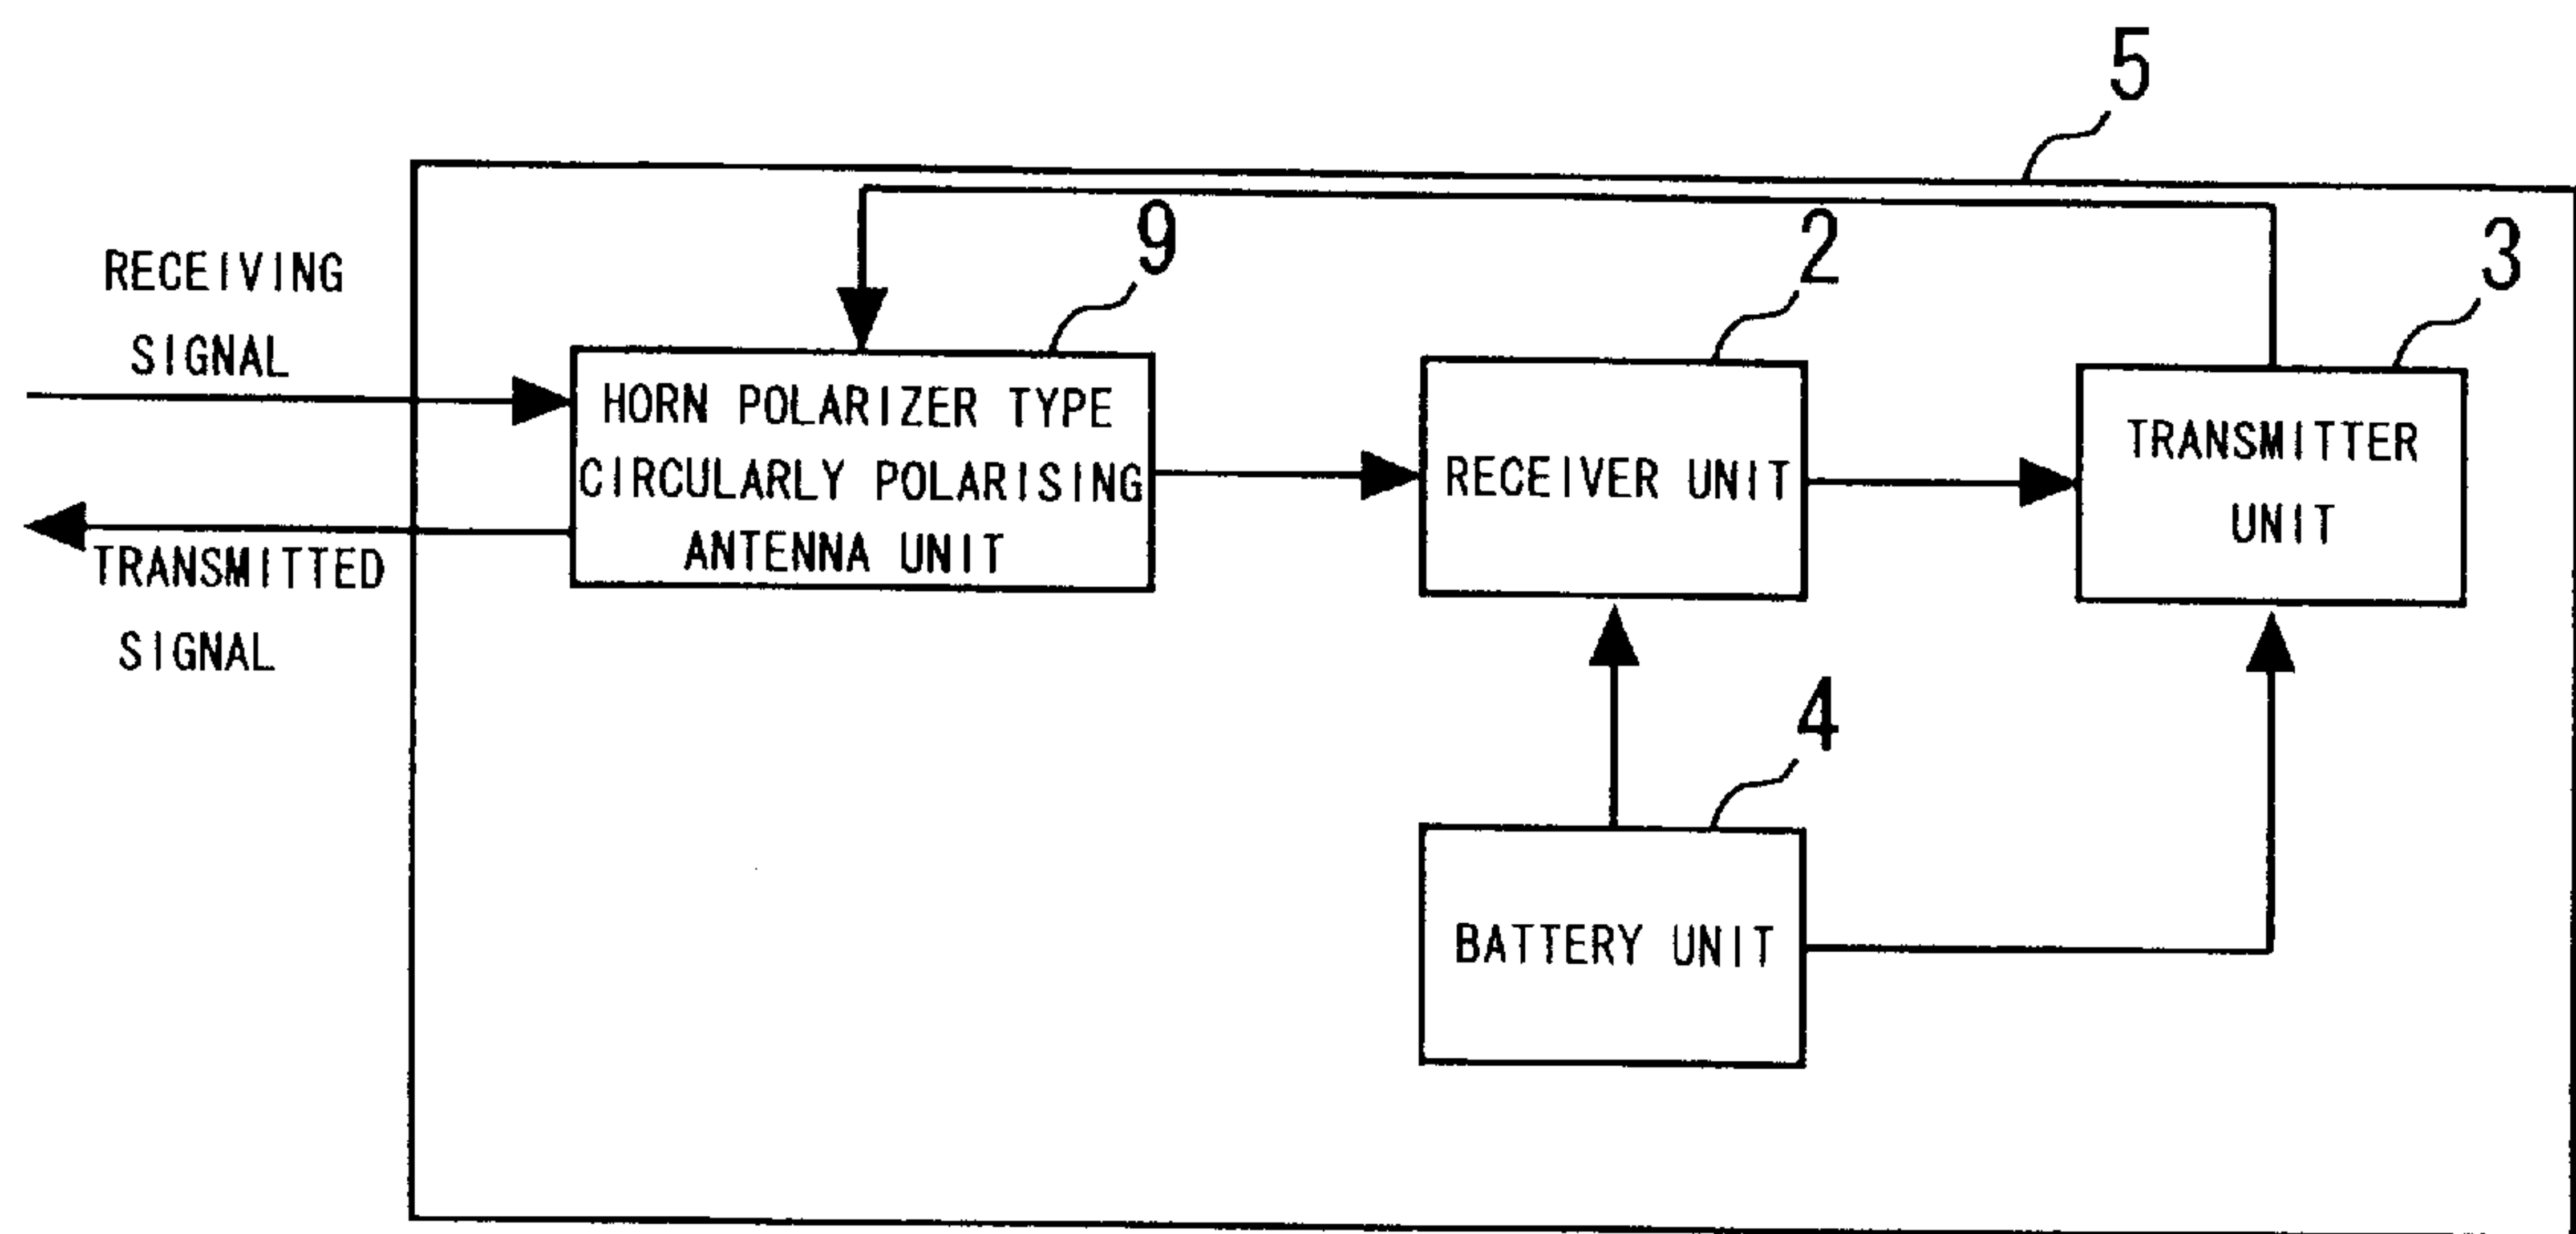 5
9
2
3
RECEIVING
SIGNAL
HORN POLARIZER TYPE
CIRCULARLY POLARISING
ANTENNA UNIT
RECEIVER UNIT
TRANSMITTER
UNIT
TRANSMITTED
SIGNAL
4
BATTERY UNIT